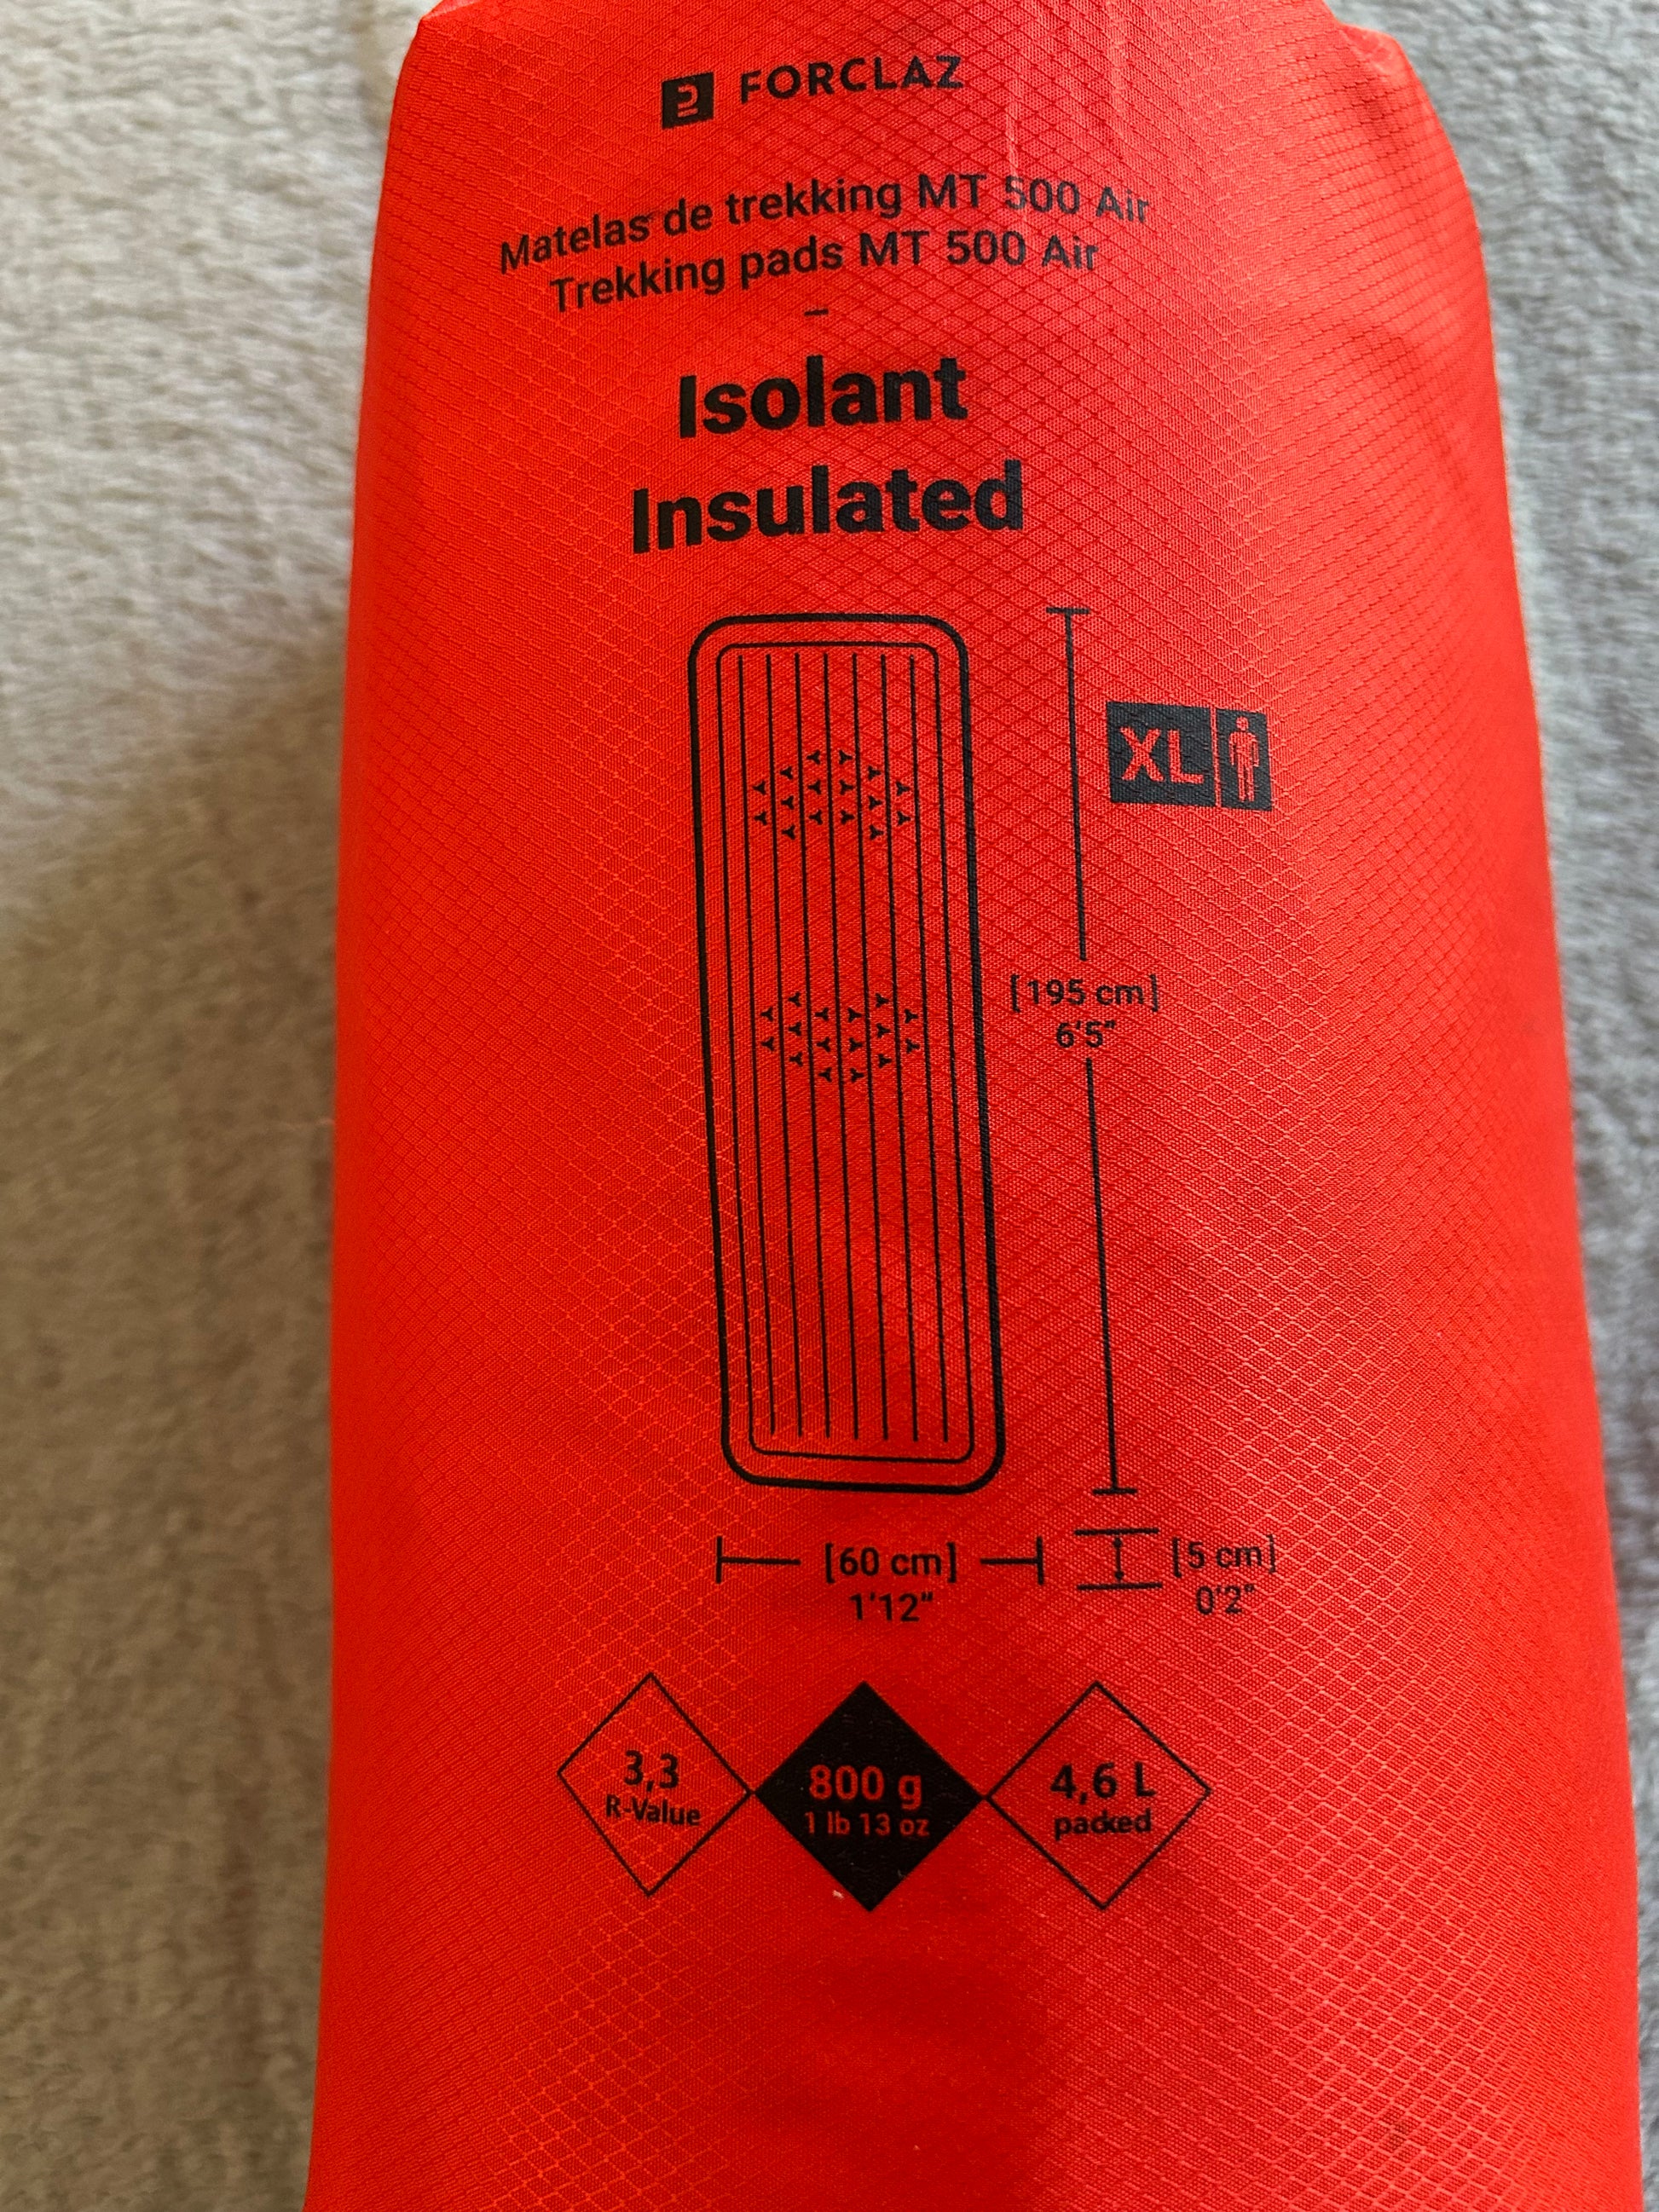 FORCLAZ
Matelas de trekking MT 500 Air
Trekking pads MT 500 Air
–
Isolant
Insulated
XL
[195 cm]
6'5"
[60 cm]
1'12"
[5 cm]
0'2"
3,3
R-Value
800 g
1 lb 13 oz
4,6 L
packed